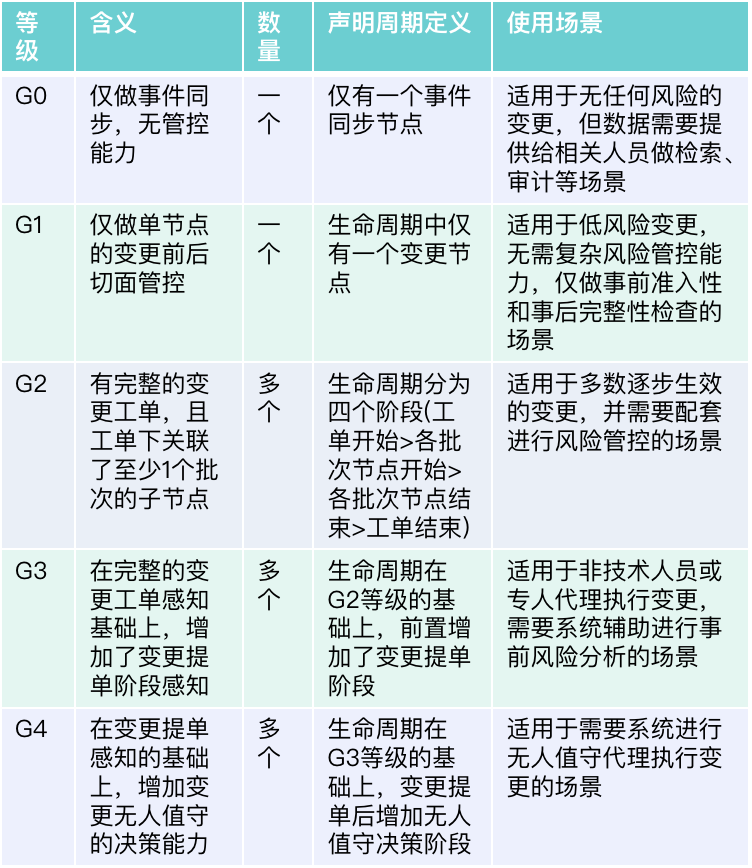 等
级
含义
数
量
声明周期定义
使用场景
G0
仅做事件同
步，无管控
能力
一
个
仅有一个事件
同步节点
适用于无任何风险的
变更，但数据需要提
供给相关人员做检索、
审计等场景
G1
仅做单节点
的变更前后
切面管控
一
个
生命周期中仅
有一个变更节
点
适用于低风险变更，
无需复杂风险管控能
力，仅做事前准入性
和事后完整性检查的
场景
G2
有完整的变
更工单，且
工单下关联
了至少1个批
次的子节点
多
个
生命周期分为
四个阶段(工
单开始>各批
次节点开始>
各批次节点结
束>工单结束)
适用于多数逐步生效
的变更，并需要配套
进行风险管控的场景
G3
在完整的变
更工单感知
基础上，增
加了变更提
单阶段感知
多
个
生命周期在
G2等级的基
础上，前置增
加了变更提单
阶段
适用于非技术人员或
专人代理执行变更，
需要系统辅助进行事
前风险分析的场景
G4
在变更提单
感知的基础
上，增加变
更无人值守
的决策能力
多
个
生命周期在
G3等级的基
础上，变更提
单后增加无人
值守决策阶段
适用于需要系统进行
无人值守代理执行变
更的场景